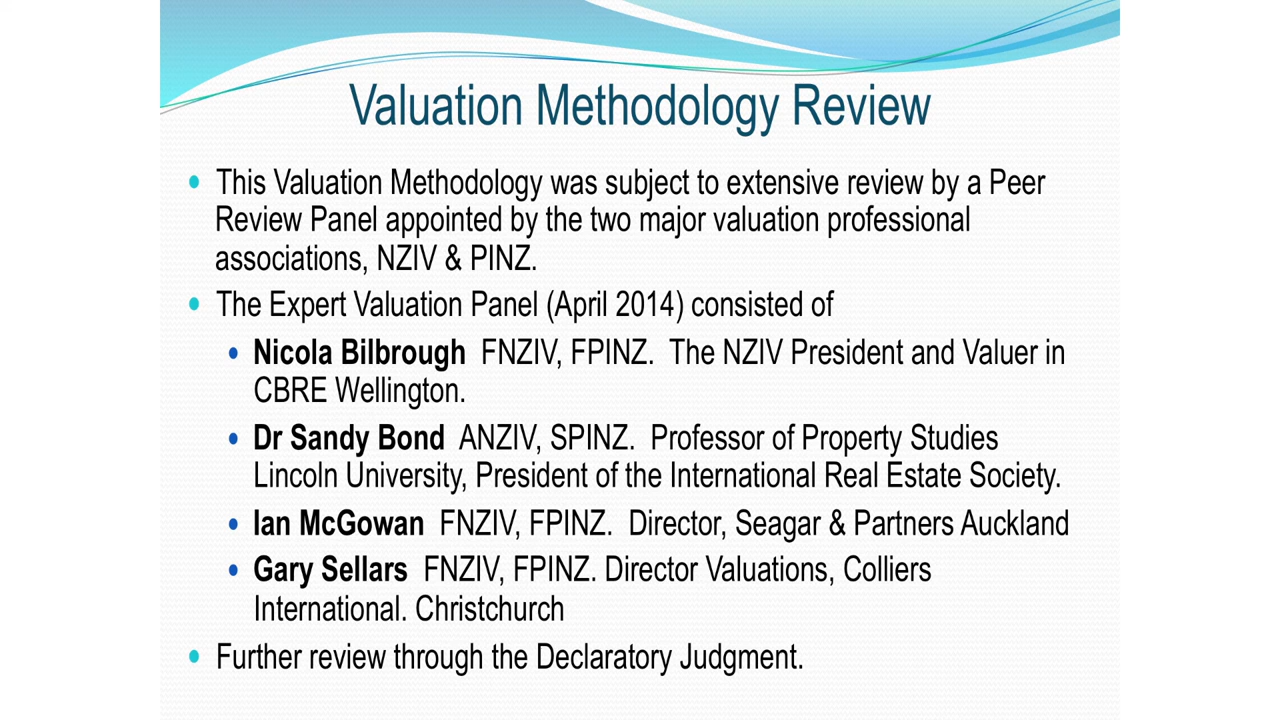 Valuation Methodology Review
• This Valuation Methodology was subject to extensive review by a Peer
Review Panel appointed by the two major valuation professional
associations, NZIV & PINZ.
• The Expert Valuation Panel (April 2014) consisted of
• Nicola Bilbrough FNZIV, FPINZ. The NZIV President and Valuer in
CBRE Wellington.
• Dr Sandy Bond ANZIV, SPINZ. Professor of Property Studies
Lincoln University, President of the International Real Estate Society.
• Ian McGowan FNZIV, FPINZ. Director, Seagar & Partners Auckland
• Gary Sellars FNZIV, FPINZ. Director Valuations, Colliers
International. Christchurch
• Further review through the Declaratory Judgment.